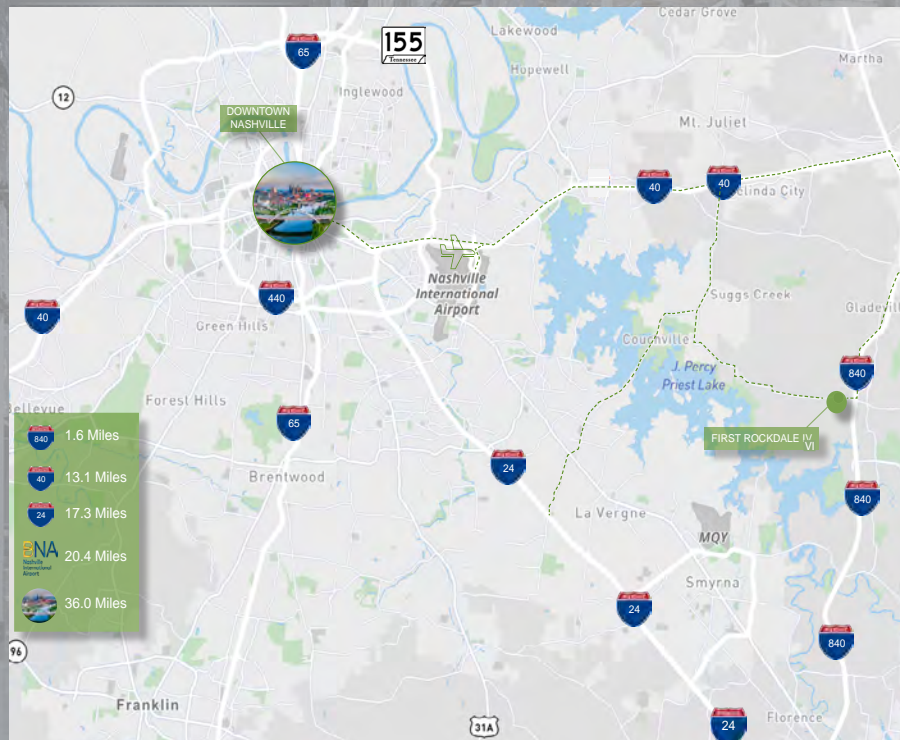 Cedar Grove
65
155
Tennessee
Lakewood
Martha
Hopewell
12
Inglewood
DOWNTOWN
NASHVILLE
Mt. Juliet
40
40
elinda City
Nashville
International
Airport
440
Suggs Creek
40
Gladevil
Green Hills
Couchville
J. Percy
Priest Lake
840
Bellevue
Forest Hills
65
FIRST ROCKDALE IV,
VI
840
1.6 Miles
24
Brentwood
40
13.1 Miles
840
24
17.3 Miles
La Vergne
MQY
BNA
Nashville
International
Airport
20.4 Miles
Smyrna
36.0 Miles
24
840
96
Franklin
31A
24
Florence